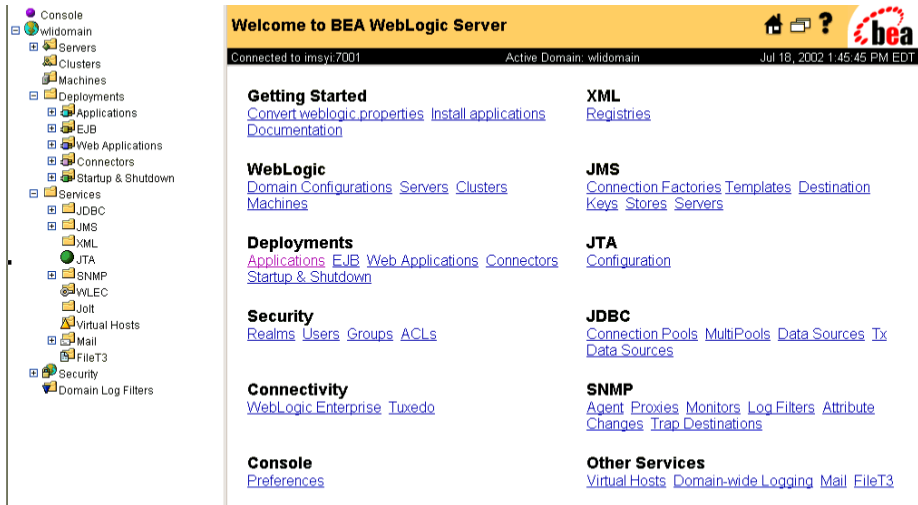 Console
wlidomain
Servers
Clusters
Machines
Deployments
Applications
EJB
Web Applications
Connectors
Startup & Shutdown
Services
JDBC
JMS
XML
JTA
SNMP
WLEC
Jolt
Virtual Hosts
Mail
FileT3
Security
Domain Log Filters
Welcome to BEA WebLogic Server
?
bea
Connected to imsyi:7001 Active Domain: wlidomain Jul 18, 2002 1:45:45 PM EDT
Getting Started
Convert weblogic.properties Install applications
Documentation
XML
Registries
WebLogic
Domain Configurations Servers Clusters
Machines
JMS
Connection Factories Templates Destination
Keys Stores Servers
Deployments
Applications EJB Web Applications Connectors
Startup & Shutdown
JTA
Configuration
Security
Realms Users Groups ACLs
JDBC
Connection Pools MultiPools Data Sources Tx
Data Sources
Connectivity
WebLogic Enterprise Tuxedo
SNMP
Agent Proxies Monitors Log Filters Attribute
Changes Trap Destinations
Console
Preferences
Other Services
Virtual Hosts Domain-wide Logging Mail FileT3